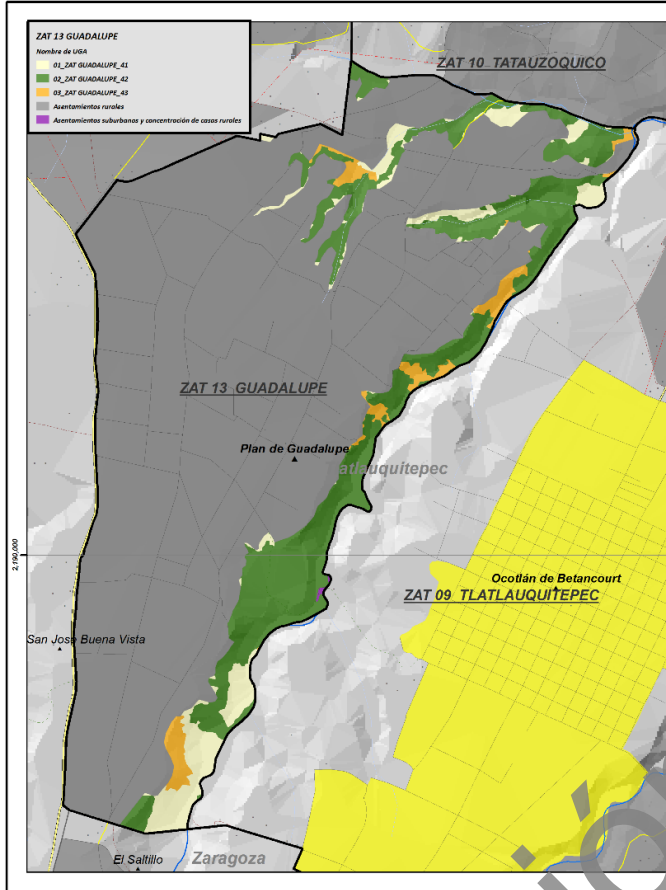 ZAT 13 GUADALUPE
Nombre de UGA
01_ZAT GUADALUPE_41
02_ZAT GUADALUPE_42
03_ZAT GUADALUPE_43
Asentamientos rurales
Asentamientos suburbanas y concentración de casas rurales
ZAT 10 TATAUZOQUICO
ZAT 13 GUADALUPE
Plan de Guadalupe
atlauquitepec
2,190,000
Ocotlán de Betancourt
ZAT 09 TLATLAUQUITEPEC
San José Buena Vista
El Saltillo
Zaragoza